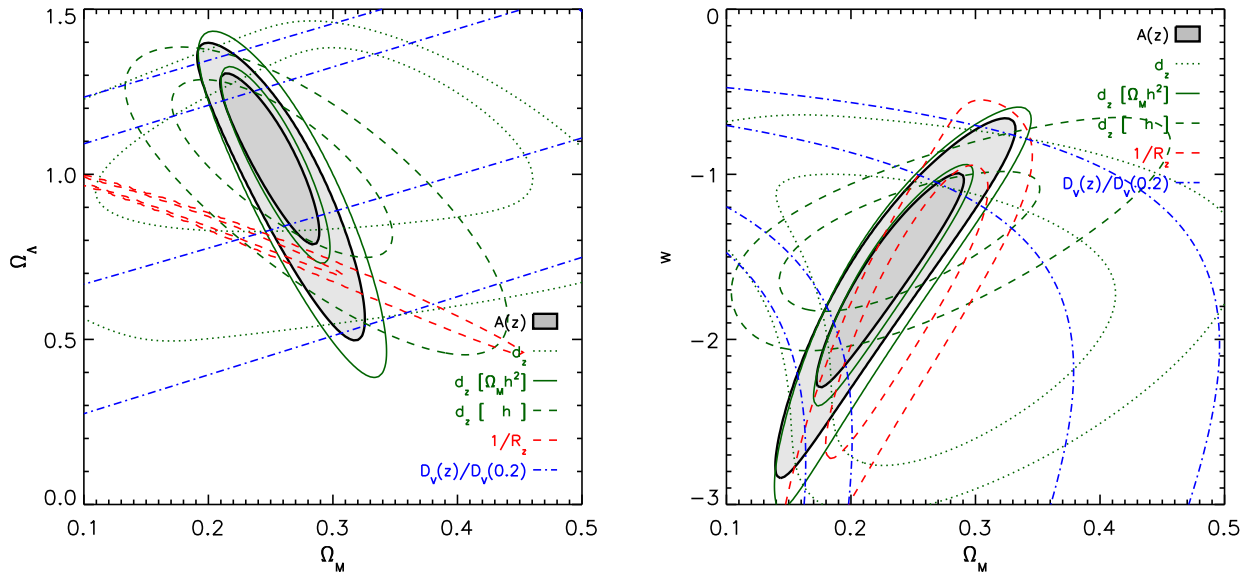 1.5
1.0
0.5
0.0
Ω_Λ
A(z)
d_z
d_z [Ω_M h²]
d_z [ h ]
1/R_z
D_V(z)/D_V(0.2)
0.1 0.2 0.3 0.4 0.5
Ω_M
0
−1
−2
−3
w
A(z)
d_z
d_z [Ω_M h²]
d_z [ h ]
1/R_z
D_V(z)/D_V(0.2)
0.1 0.2 0.3 0.4 0.5
Ω_M